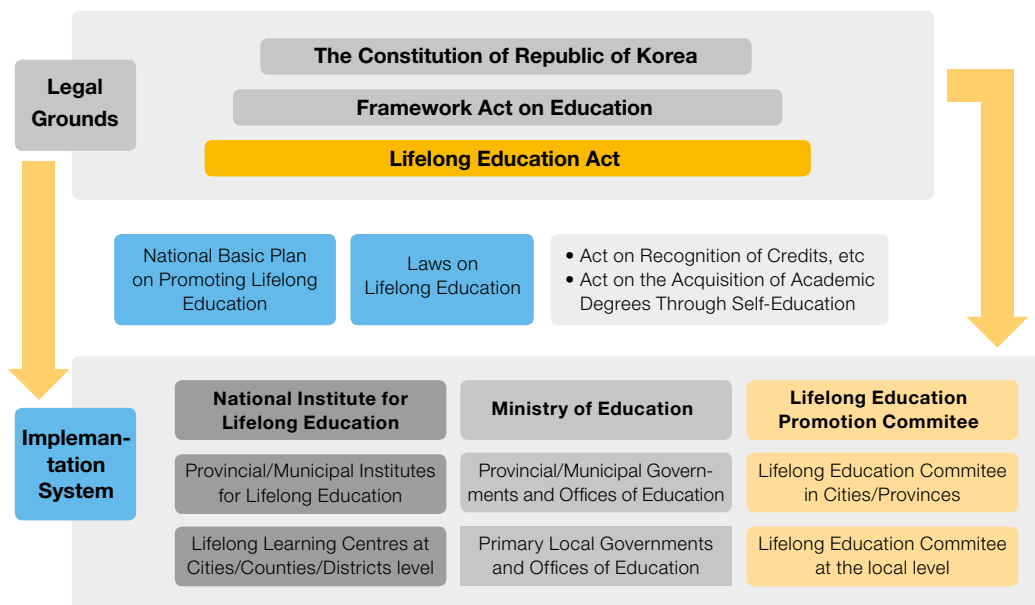 Legal
Grounds
The Constitution of Republic of Korea
Framework Act on Education
Lifelong Education Act
National Basic Plan
on Promoting Lifelong
Education
Laws on
Lifelong Education
• Act on Recognition of Credits, etc
• Act on the Acquisition of Academic
Degrees Through Self-Education
Impleman-
tation
System
National Institute for
Lifelong Education
Ministry of Education
Lifelong Education
Promotion Commitee
Provincial/Municipal Institutes
for Lifelong Education
Provincial/Municipal Govern-
ments and Offices of Education
Lifelong Education Commitee
in Cities/Provinces
Lifelong Learning Centres at
Cities/Counties/Districts level
Primary Local Governments
and Offices of Education
Lifelong Education Commitee
at the local level